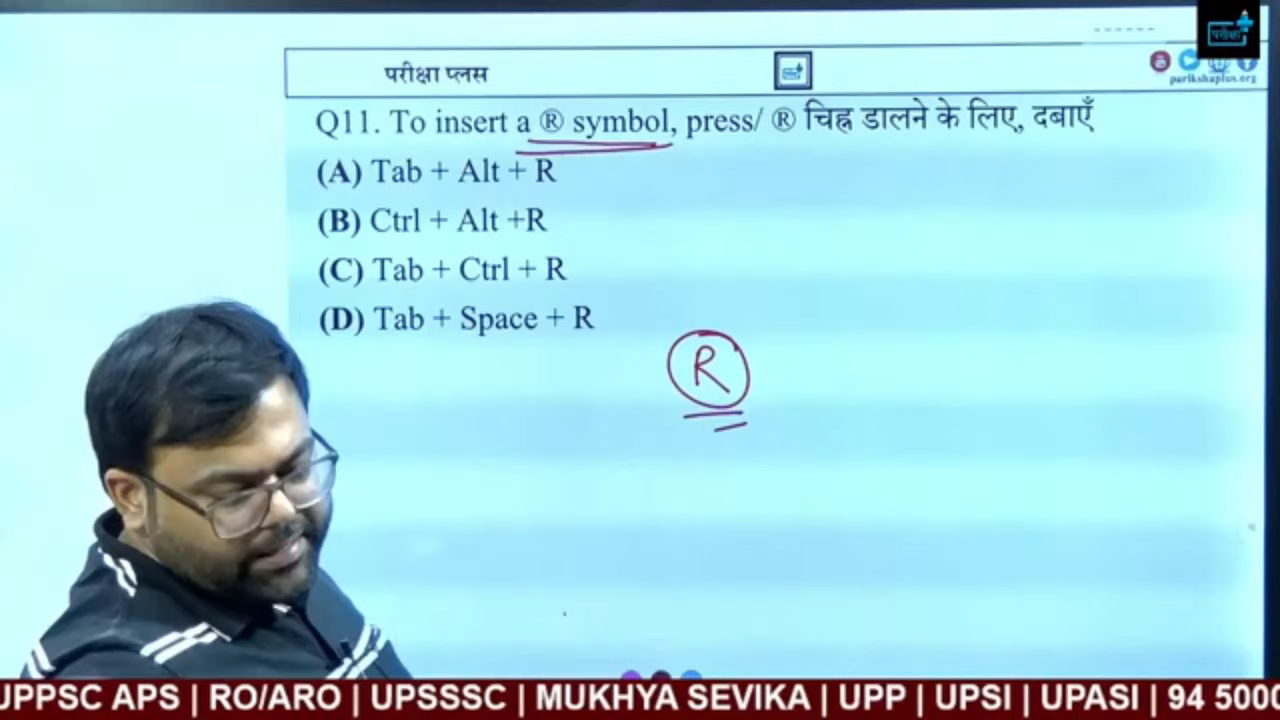 परीक्षा
परीक्षा प्लस
parikshaplus.org
Q11. To insert a ® symbol, press/ ® चिह्न डालने के लिए, दबाएँ
(A) Tab + Alt + R
(B) Ctrl + Alt +R
(C) Tab + Ctrl + R
(D) Tab + Space + R
R
UPPSC APS | RO/ARO | UPSSSC | MUKHYA SEVIKA | UPP | UPSI | UPASI | 94 5000